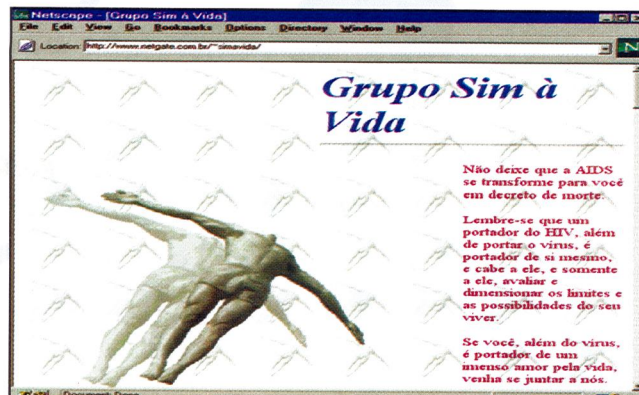 Netscape - [Grupo Sim à Vida]
File Edit View Go Bookmarks Options Directory Window Help
Location: http://www.netgate.com.br/~simavida/
N
Grupo Sim à
Vida
Não deixe que a AIDS
se transforme para você
em decreto de morte.
Lembre-se que um
portador do HIV, além
de portar o vírus, é
portador de si mesmo,
e cabe a ele, e somente
a ele, avaliar e
dimensionar os limites e
as possibilidades do seu
viver.
Se você, além do vírus,
é portador de um
imenso amor pela vida,
venha se juntar a nós.
Document: Done